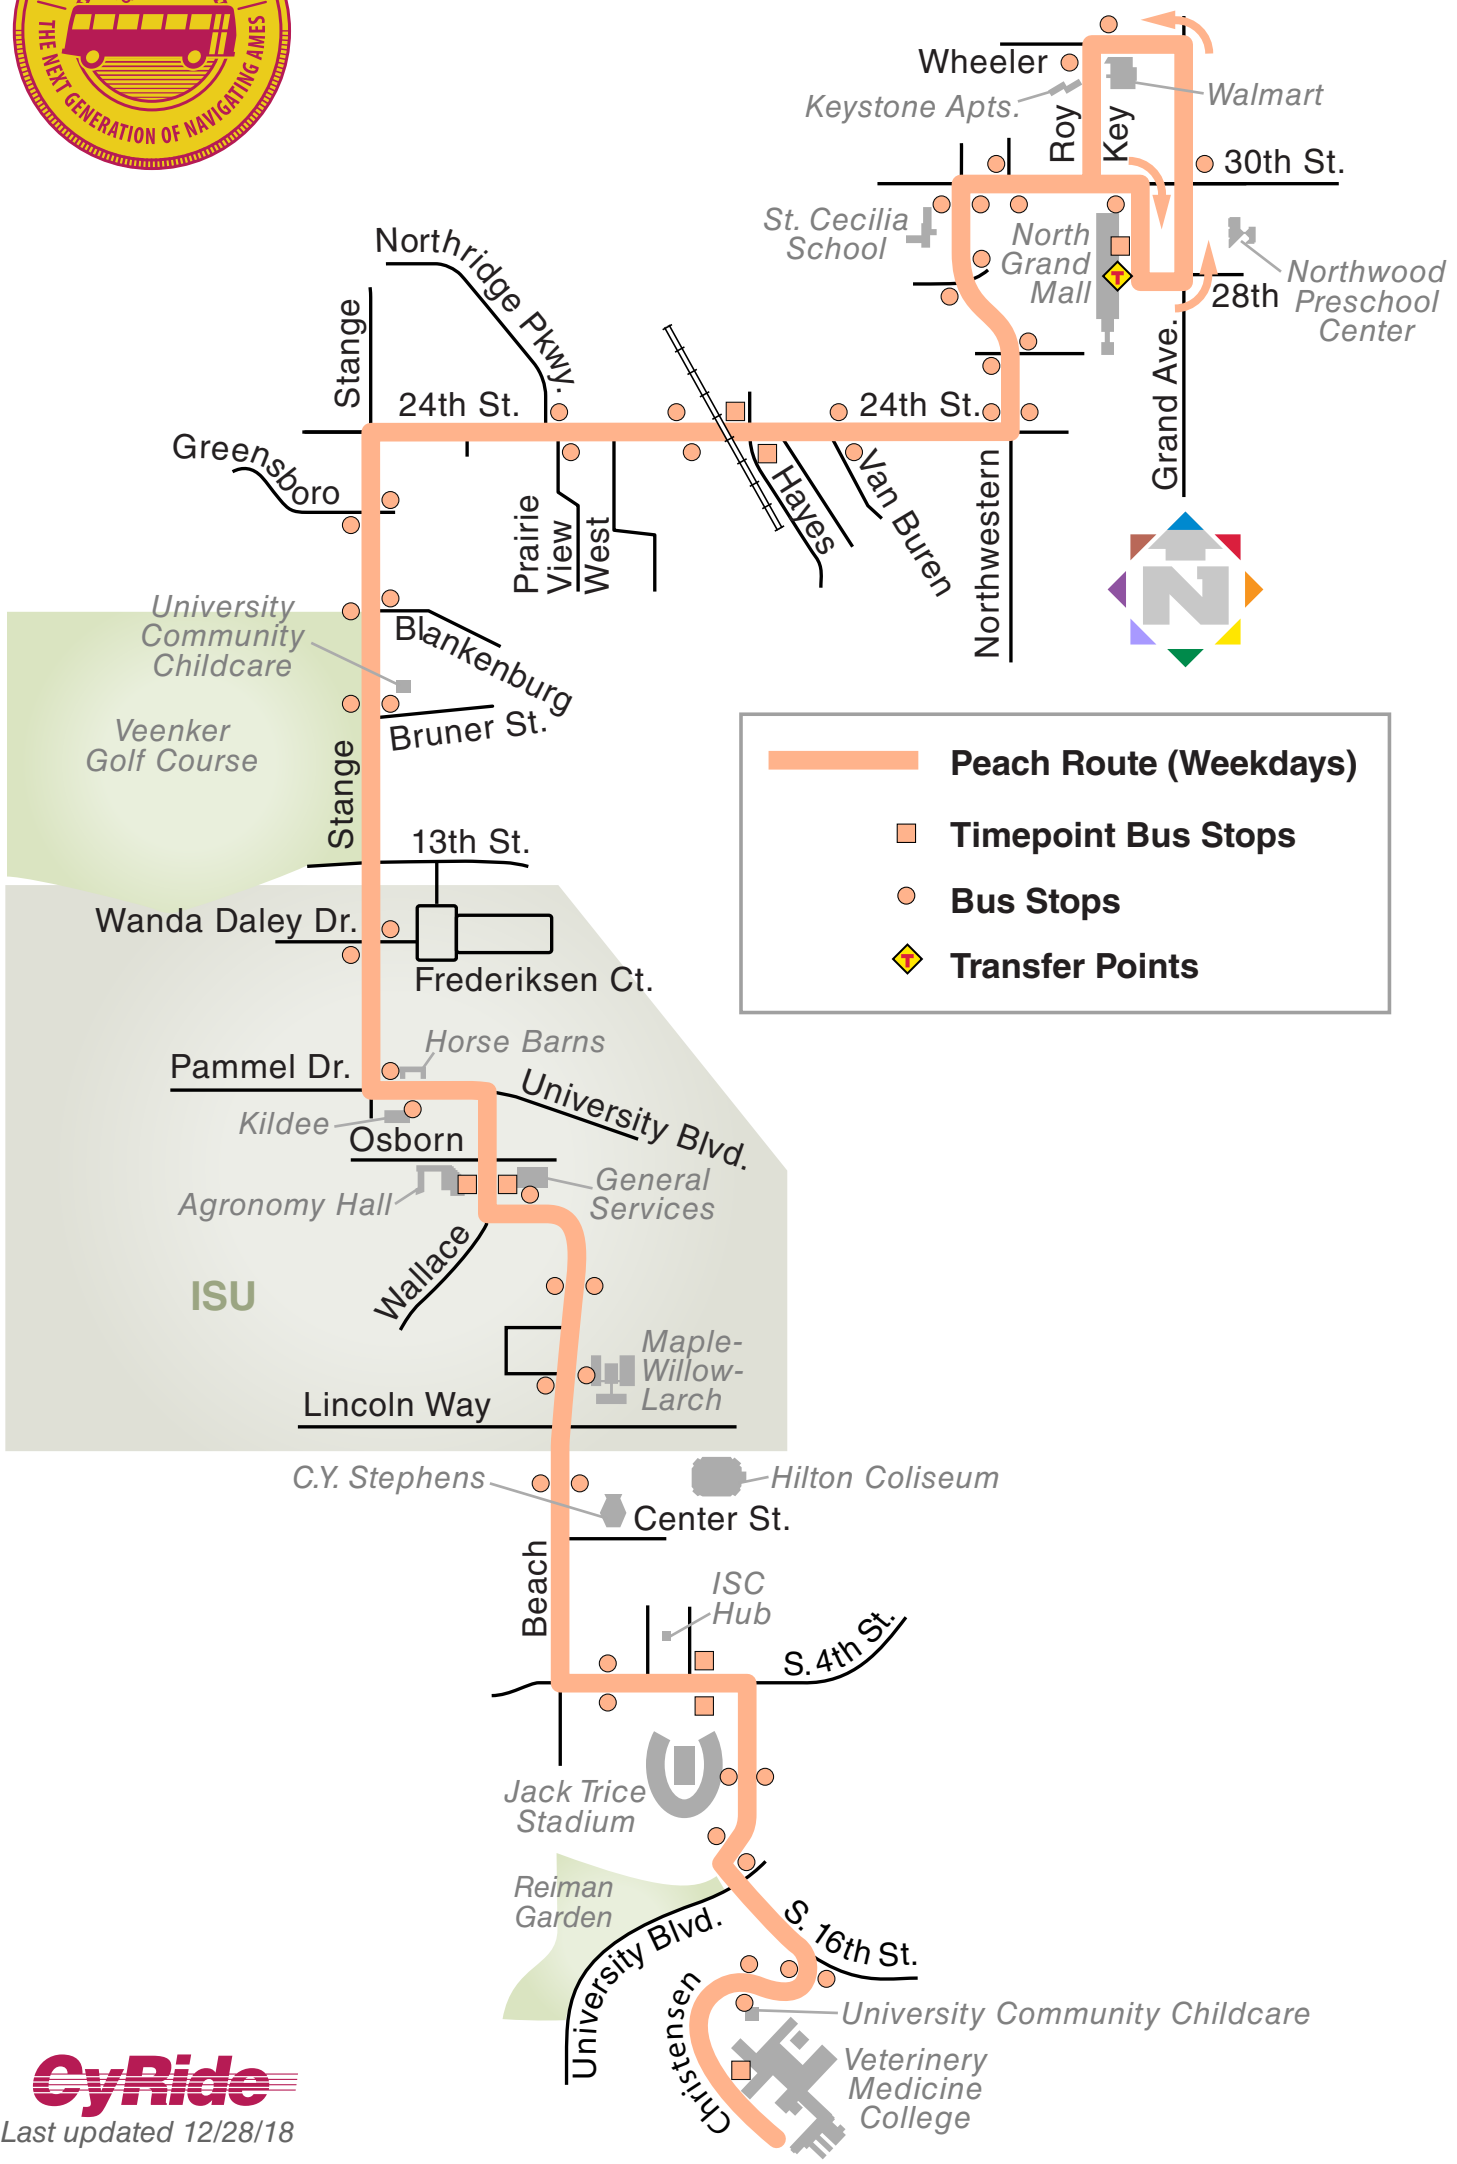 THE NEXT GENERATION OF NAVIGATING AMES
Wheeler
Keystone Apts.
Walmart
Roy
Key
30th St.
St. Cecilia
School
North
Grand
Mall
T
Northwood
Preschool
Center
28th
Grand Ave.
Northridge Pkwy.
Stange
24th St.
24th St.
Greensboro
Prairie
View
West
Hayes
Van Buren
Northwestern
N
University
Community
Childcare
Blankenburg
Bruner St.
Veenker
Golf Course
Stange
Peach Route (Weekdays)
Timepoint Bus Stops
Bus Stops
T
Transfer Points
13th St.
Wanda Daley Dr.
Frederiksen Ct.
Horse Barns
Pammel Dr.
University Blvd.
Kildee
Osborn
Agronomy Hall
General
Services
Wallace
ISU
Maple-
Willow-
Larch
Lincoln Way
C.Y. Stephens
Hilton Coliseum
Center St.
Beach
ISC
Hub
S. 4th St.
Jack Trice
Stadium
Reiman
Garden
University Blvd.
S. 16th St.
Christensen
University Community Childcare
Veterinery
Medicine
College
CyRide
Last updated 12/28/18